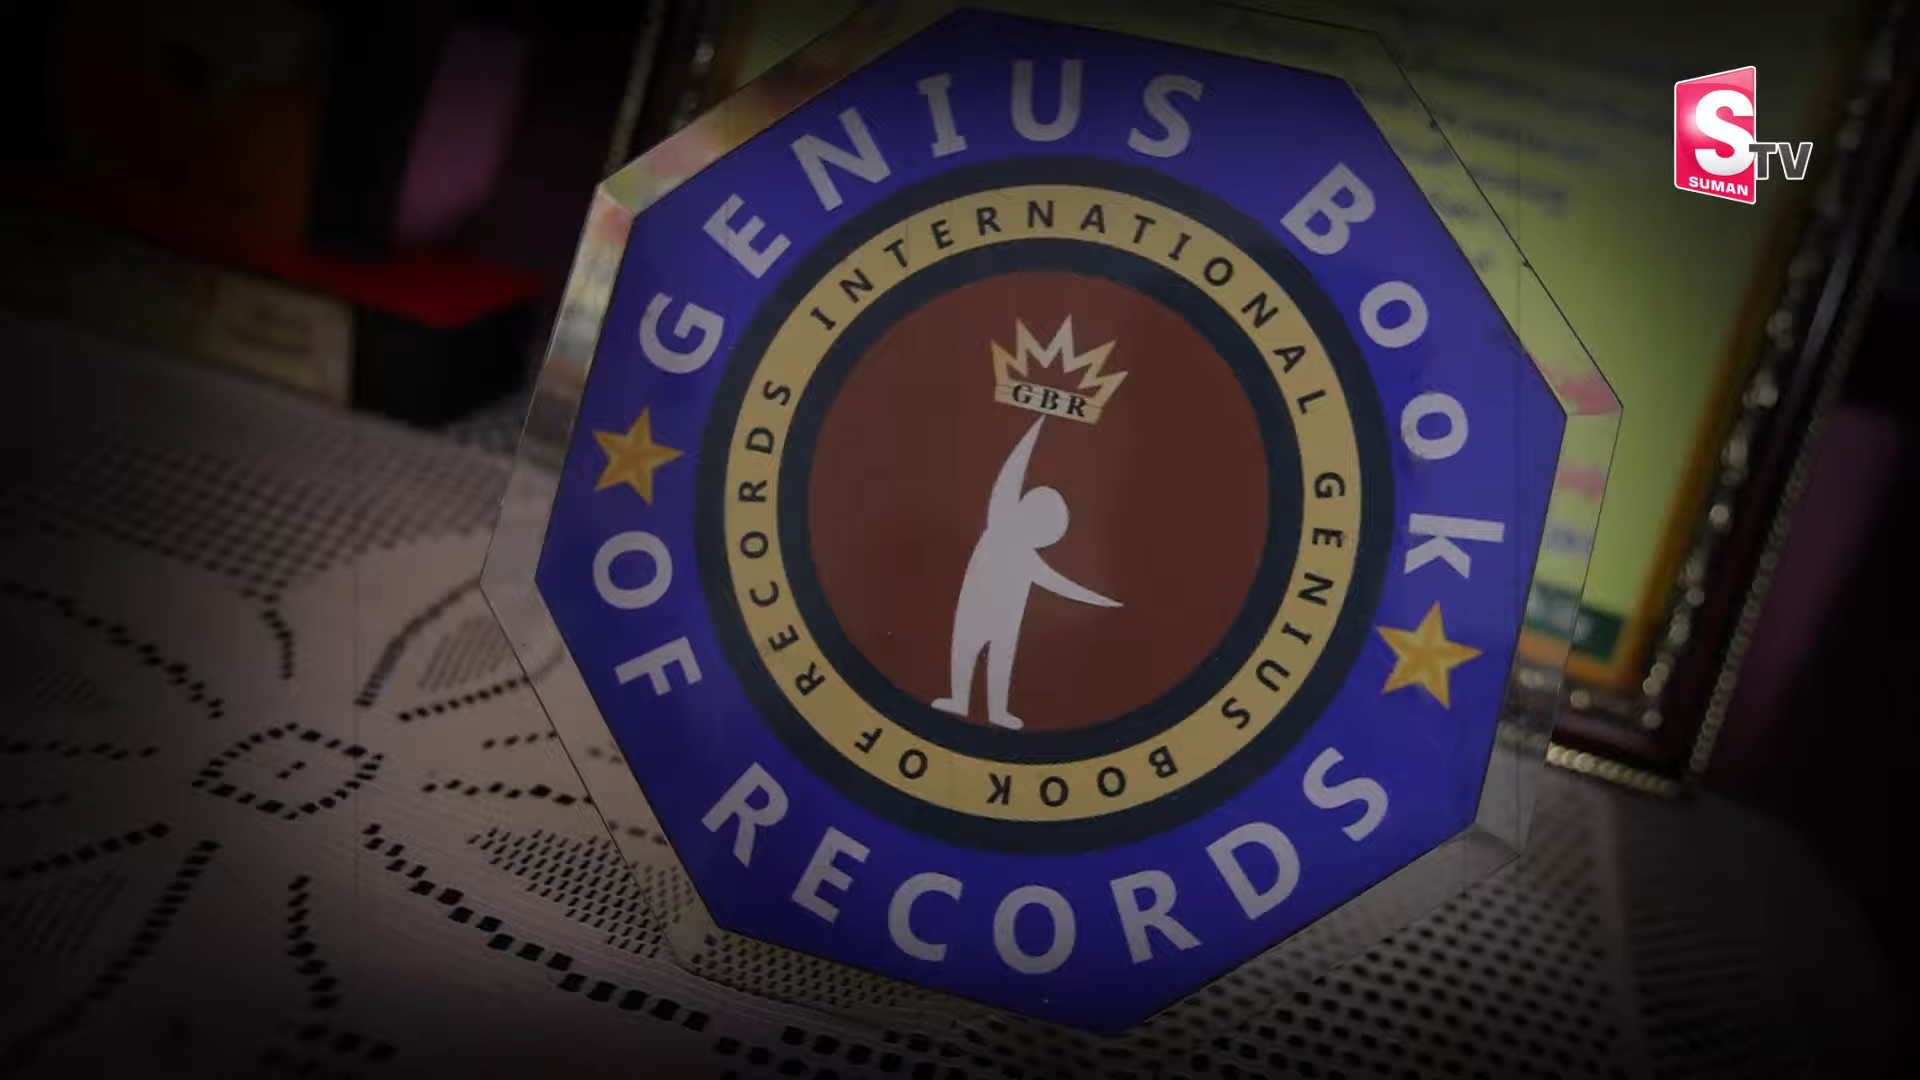 GENIUS BOOK
OF RECORDS
INTERNATIONAL GENIUS BOOK OF RECORDS
GBR
S
SUMAN
TV